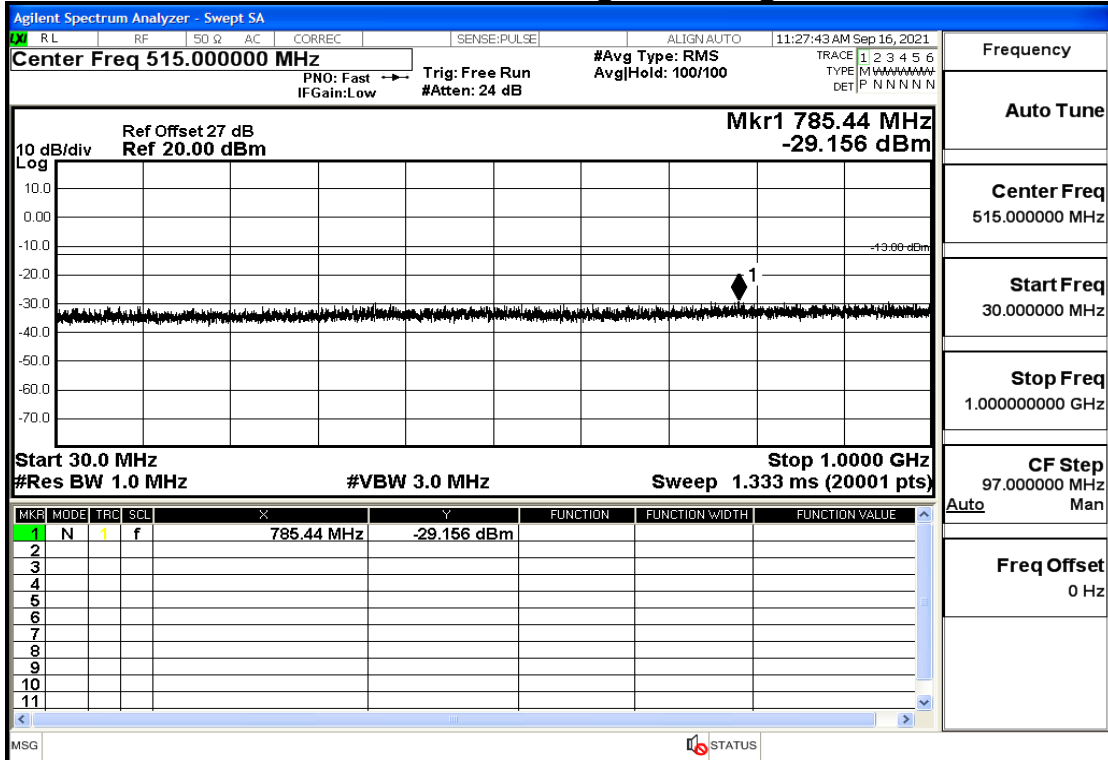 Agilent Spectrum Analyzer - Swept SA
LXI RL RF 50 Ω AC CORREC SENSE:PULSE ALIGN AUTO 11:27:43 AM Sep 16, 2021
Center Freq 515.000000 MHz
PNO: Fast
IFGain:Low
Trig: Free Run
#Atten: 24 dB
#Avg Type: RMS
Avg|Hold: 100/100
TRACE 1 2 3 4 5 6
TYPE M WWWWW
DET P N N N N N
Ref Offset 27 dB
Ref 20.00 dBm
10 dB/div
Log
Mkr1 785.44 MHz
-29.156 dBm
10.0
0.00
-10.0
-13.00 dBm
-20.0
1
-30.0
-40.0
-50.0
-60.0
-70.0
Start 30.0 MHz Stop 1.0000 GHz
#Res BW 1.0 MHz #VBW 3.0 MHz Sweep 1.333 ms (20001 pts)
MKR MODE TRC SCL X Y FUNCTION FUNCTION WIDTH FUNCTION VALUE
1 N 1 f 785.44 MHz -29.156 dBm
2
3
4
5
6
7
8
9
10
11
MSG STATUS
Frequency
Auto Tune
Center Freq
515.000000 MHz
Start Freq
30.000000 MHz
Stop Freq
1.000000000 GHz
CF Step
97.000000 MHz
Auto Man
Freq Offset
0 Hz